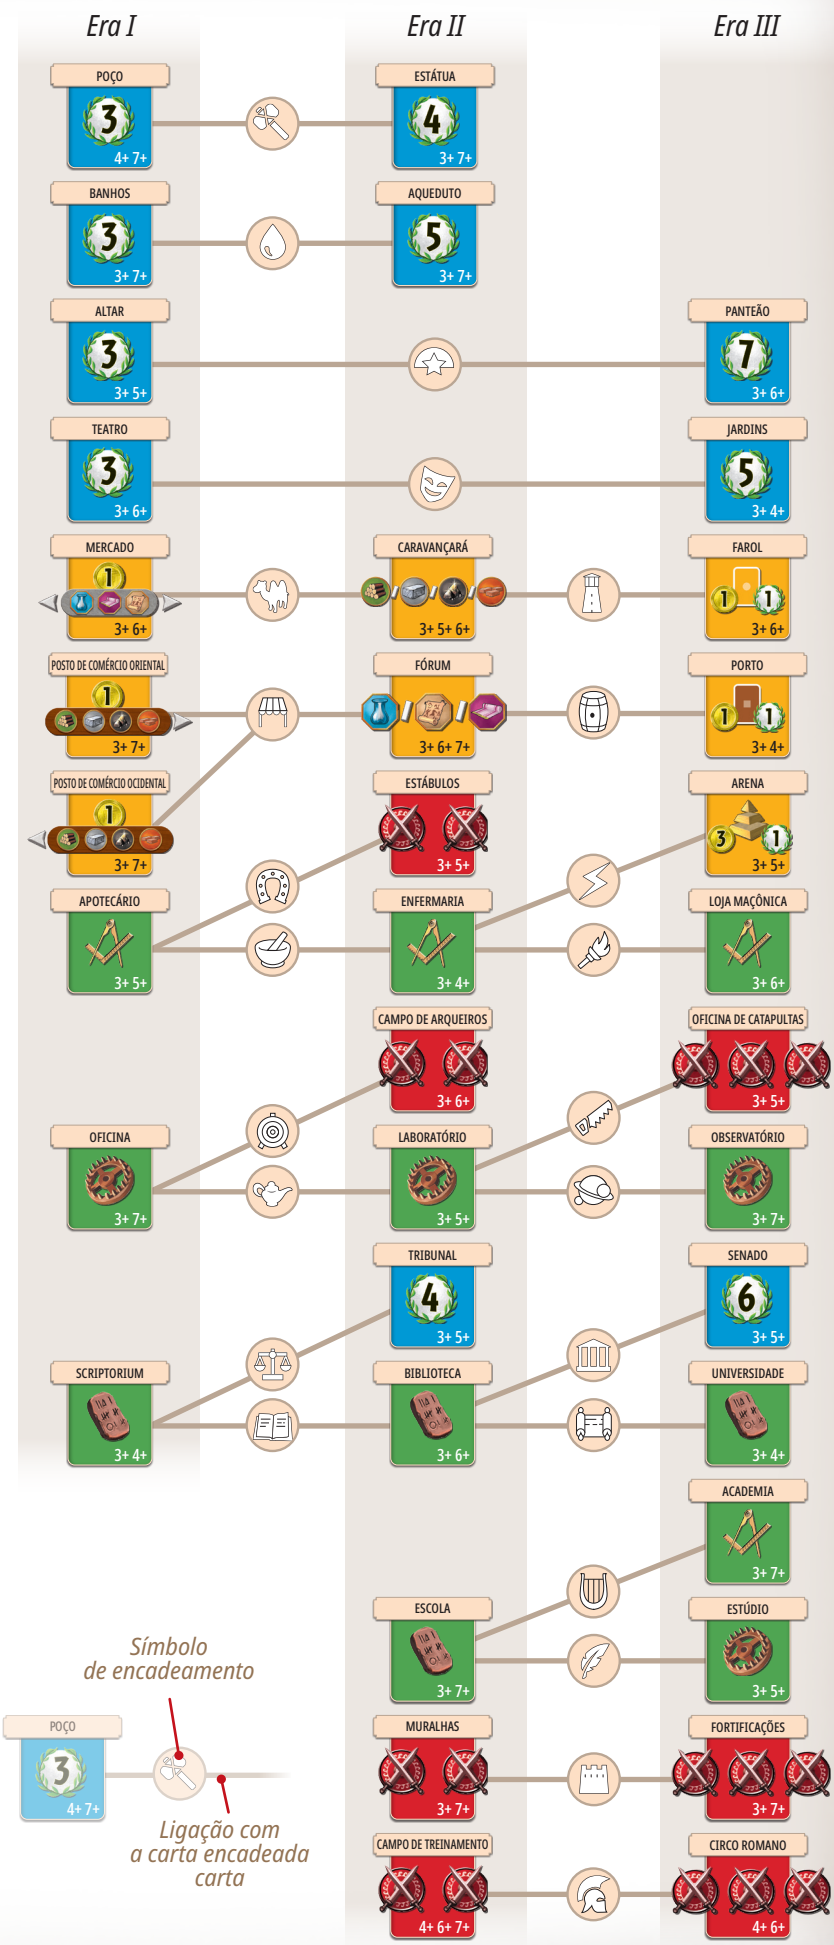 Era I Era II Era III
POÇO ESTÁTUA
3 4
4+ 7+ 3+ 7+
BANHOS AQUEDUTO
3 5
3+ 7+ 3+ 7+
ALTAR PANTEÃO
3 7
3+ 5+ 3+ 6+
TEATRO JARDINS
3 5
3+ 6+ 3+ 4+
MERCADO CARAVANÇARÁ FAROL
1 / / / 1 1
3+ 6+ 3+ 5+ 6+ 3+ 6+
POSTO DE COMÉRCIO ORIENTAL FÓRUM PORTO
1 / / 1 1
3+ 7+ 3+ 6+ 7+ 3+ 4+
POSTO DE COMÉRCIO OCIDENTAL ESTÁBULOS ARENA
1 3 1
3+ 7+ 3+ 5+ 3+ 5+
APOTECÁRIO ENFERMARIA LOJA MAÇÔNICA
3+ 5+ 3+ 4+ 3+ 6+
CAMPO DE ARQUEIROS OFICINA DE CATAPULTAS
3+ 6+ 3+ 5+
OFICINA LABORATÓRIO OBSERVATÓRIO
3+ 7+ 3+ 5+ 3+ 7+
TRIBUNAL SENADO
4 6
3+ 5+ 3+ 5+
SCRIPTORIUM BIBLIOTECA UNIVERSIDADE
3+ 4+ 3+ 6+ 3+ 4+
ACADEMIA
3+ 7+
ESCOLA ESTÚDIO
3+ 7+ 3+ 5+
MURALHAS FORTIFICAÇÕES
3+ 7+ 3+ 7+
CAMPO DE TREINAMENTO CIRCO ROMANO
4+ 6+ 7+ 4+ 6+
Símbolo
de encadeamento
POÇO
3
4+ 7+
Ligação com
a carta encadeada
carta